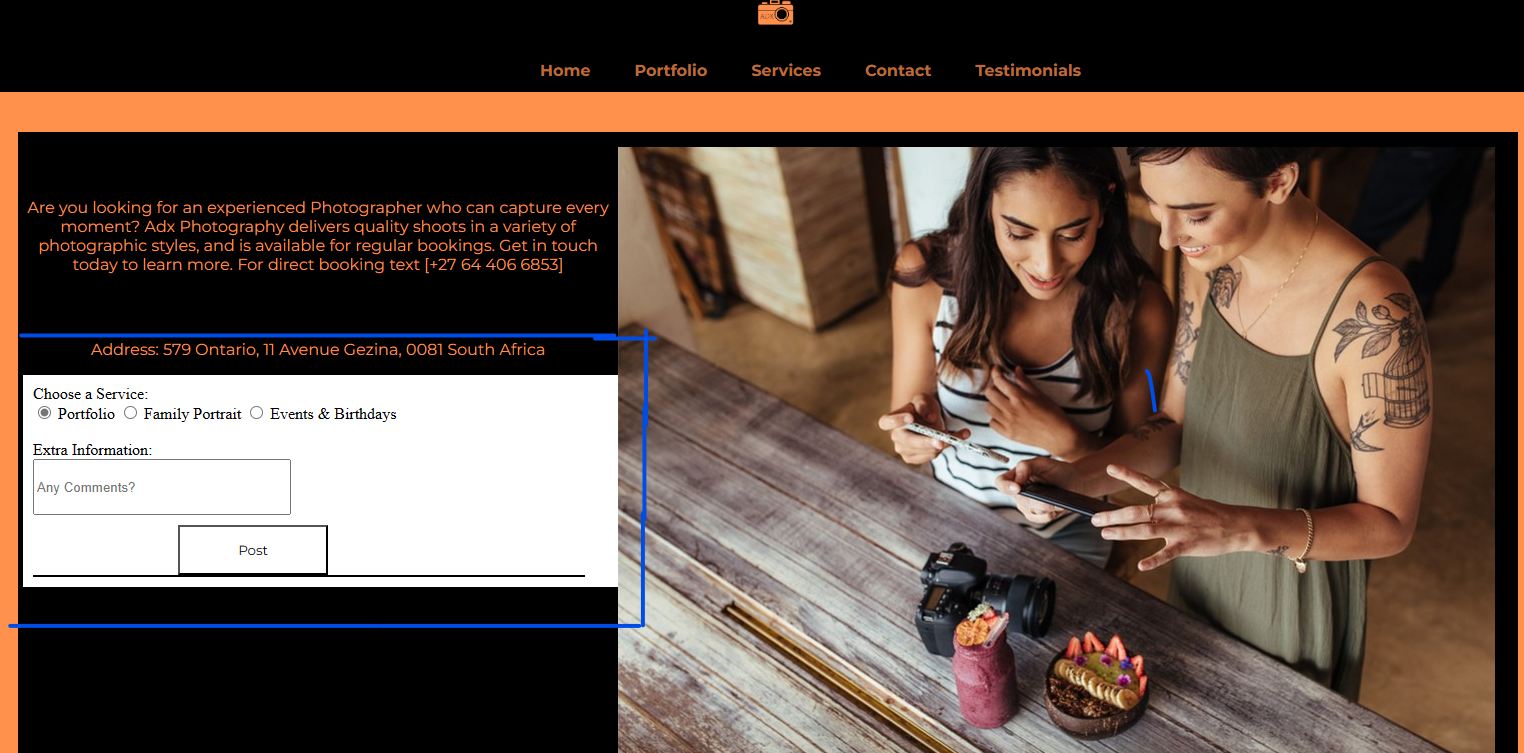 Home Portfolio Services Contact Testimonials
Are you looking for an experienced Photographer who can capture every
moment? Adx Photography delivers quality shoots in a variety of
photographic styles, and is available for regular bookings. Get in touch
today to learn more. For direct booking text [+27 64 406 6853]
Address: 579 Ontario, 11 Avenue Gezina, 0081 South Africa
Choose a Service:
Portfolio Family Portrait Events & Birthdays
Extra Information:
Any Comments?
Post